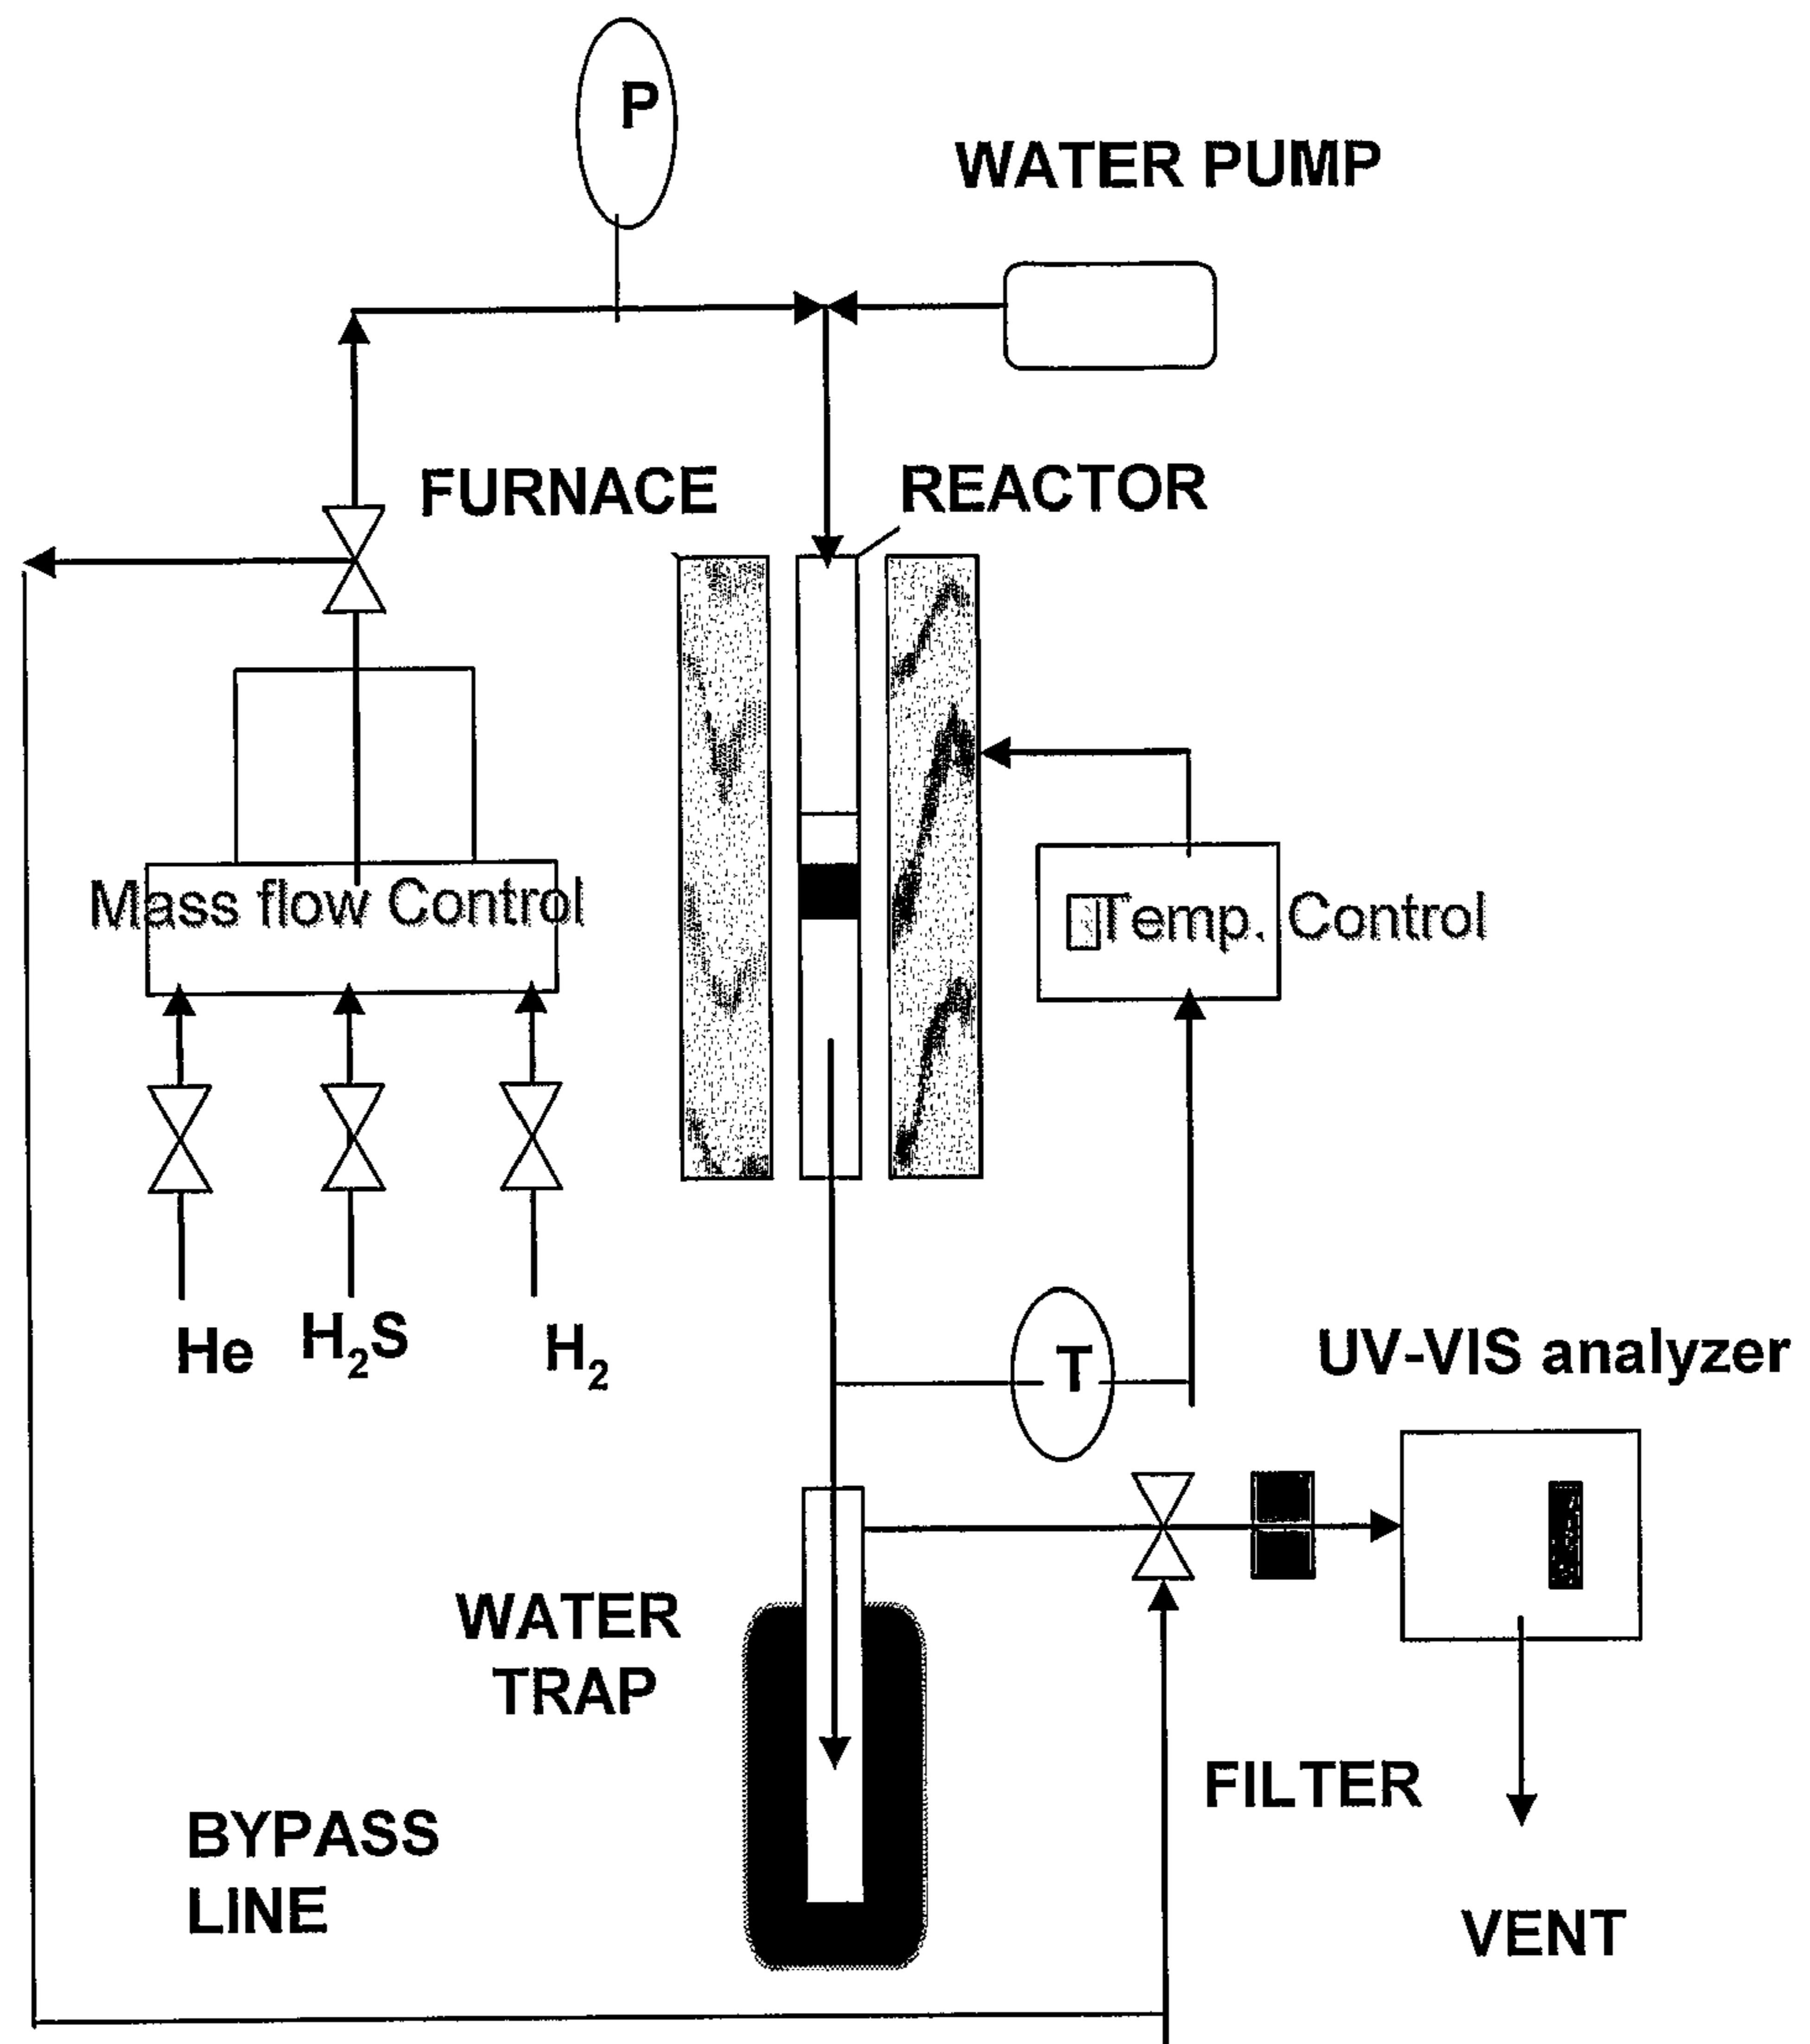 P
WATER PUMP
FURNACE
REACTOR
Mass flow Control
Temp. Control
He
H₂S
H₂
T
UV-VIS analyzer
WATER
TRAP
FILTER
BYPASS
LINE
VENT